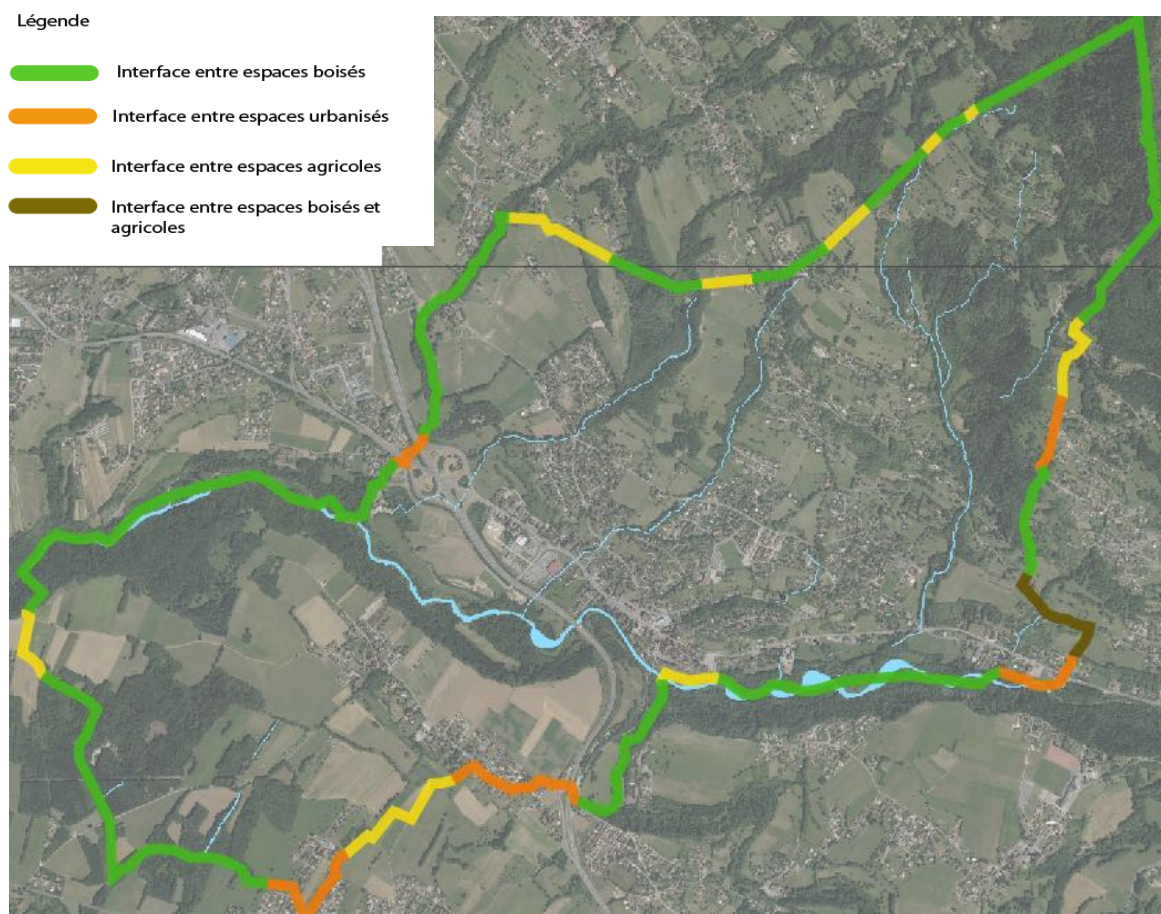 Légende
Interface entre espaces boisés
Interface entre espaces urbanisés
Interface entre espaces agricoles
Interface entre espaces boisés et
agricoles